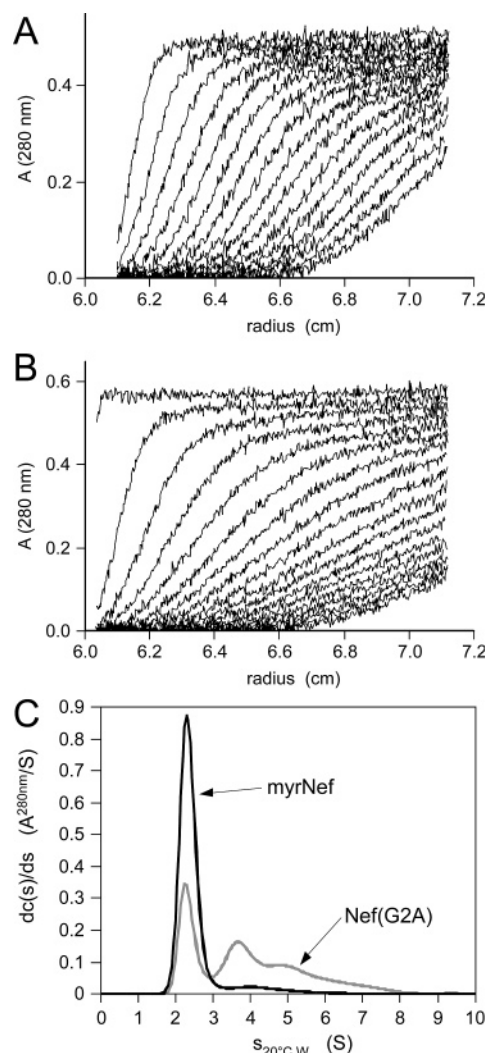 A
A (280 nm)
0.4
0.2
0.0
6.0 6.2 6.4 6.6 6.8 7.0
radius (cm)
B
A (280 nm)
0.6
0.4
0.2
0.0
6.0 6.2 6.4 6.6 6.8 7.0
radius (cm)
C
dc(s)/ds (A280nm/S)
0.9
0.8
0.7
0.6
0.5
0.4
0.3
0.2
0.1
0
myrNef
Nef(G2A)
0 1 2 3 4 5 6 7 8 9 10
s20°C,W (S)